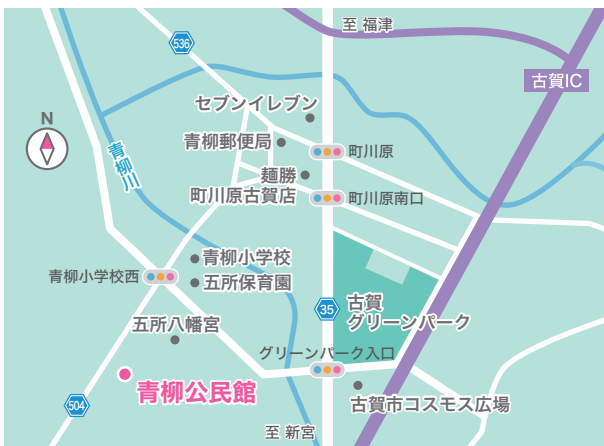 至 福津
536
古賀IC
セブンイレブン
N
青柳郵便局
町川原
青柳川
麺勝
町川原古賀店
町川原南口
青柳小学校
青柳小学校西
五所保育園
35
古賀
グリーンパーク
五所八幡宮
グリーンパーク入口
青柳公民館
504
古賀市コスモス広場
至 新宮